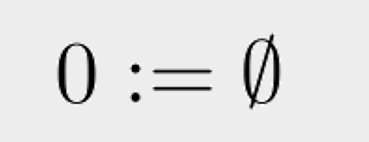 0 := ∅